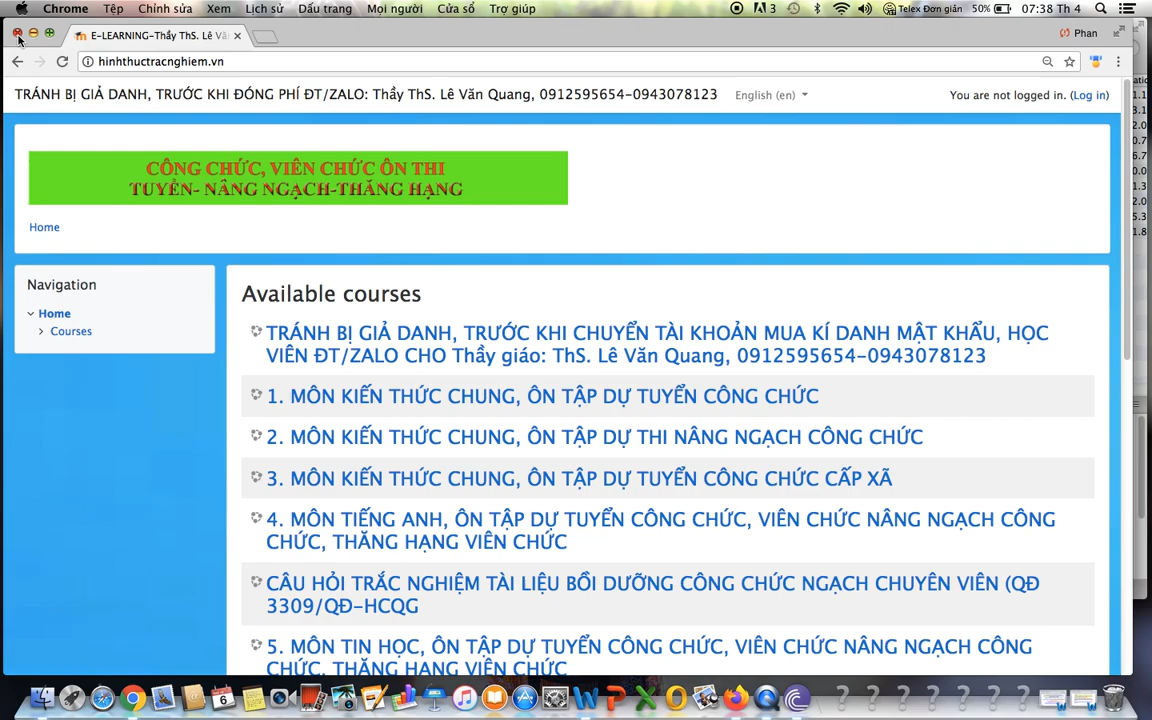 Chrome Tệp Chỉnh sửa Xem Lịch sử Dấu trang Mọi người Cửa sổ Trợ giúp 3 Telex Đơn giản 50% 07:38 Th 4
E-LEARNING-Thầy ThS. Lê Vă
Phan
hinhthuctracnghiem.vn
TRÁNH BỊ GIẢ DANH, TRƯỚC KHI ĐÓNG PHÍ ĐT/ZALO: Thầy ThS. Lê Văn Quang, 0912595654-0943078123 English (en) You are not logged in. (Log in)
CÔNG CHỨC, VIÊN CHỨC ÔN THI
TUYỂN- NÂNG NGẠCH-THĂNG HẠNG
Home
Navigation
Home
Courses
Available courses
TRÁNH BỊ GIẢ DANH, TRƯỚC KHI CHUYỂN TÀI KHOẢN MUA KÍ DANH MẬT KHẨU, HỌC
VIÊN ĐT/ZALO CHO Thầy giáo: ThS. Lê Văn Quang, 0912595654-0943078123
1. MÔN KIẾN THỨC CHUNG, ÔN TẬP DỰ TUYỂN CÔNG CHỨC
2. MÔN KIẾN THỨC CHUNG, ÔN TẬP DỰ THI NÂNG NGẠCH CÔNG CHỨC
3. MÔN KIẾN THỨC CHUNG, ÔN TẬP DỰ TUYỂN CÔNG CHỨC CẤP XÃ
4. MÔN TIẾNG ANH, ÔN TẬP DỰ TUYỂN CÔNG CHỨC, VIÊN CHỨC NÂNG NGẠCH CÔNG
CHỨC, THĂNG HẠNG VIÊN CHỨC
CÂU HỎI TRẮC NGHIỆM TÀI LIỆU BỒI DƯỠNG CÔNG CHỨC NGẠCH CHUYÊN VIÊN (QĐ
3309/QĐ-HCQG
5. MÔN TIN HỌC, ÔN TẬP DỰ TUYỂN CÔNG CHỨC, VIÊN CHỨC NÂNG NGẠCH CÔNG
CHỨC, THĂNG HẠNG VIÊN CHỨC